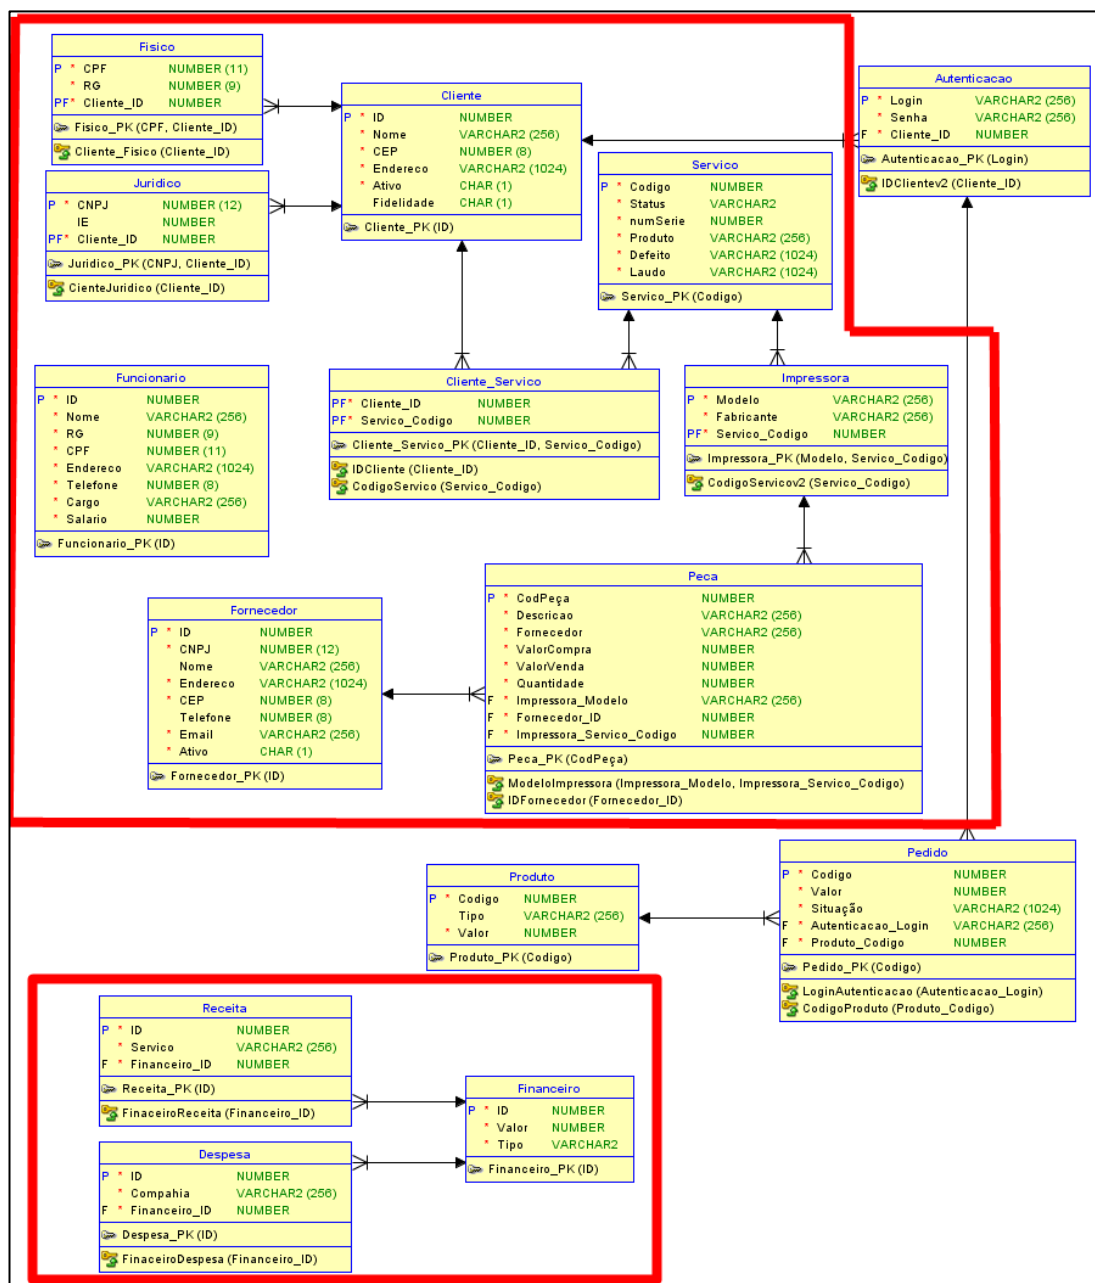 Fisico
P * CPF NUMBER (11)
* RG NUMBER (9)
PF* Cliente_ID NUMBER
Fisico_PK (CPF, Cliente_ID)
Cliente_Fisico (Cliente_ID)
Cliente
P * ID NUMBER
* Nome VARCHAR2 (256)
* CEP NUMBER (8)
* Endereco VARCHAR2 (1024)
* Ativo CHAR (1)
Fidelidade CHAR (1)
Cliente_PK (ID)
Autenticacao
P * Login VARCHAR2 (256)
* Senha VARCHAR2 (256)
F * Cliente_ID NUMBER
Autenticacao_PK (Login)
IDClientev2 (Cliente_ID)
Juridico
P * CNPJ NUMBER (12)
IE NUMBER
PF* Cliente_ID NUMBER
Juridico_PK (CNPJ, Cliente_ID)
CienteJuridico (Cliente_ID)
Servico
P * Codigo NUMBER
* Status VARCHAR2
* numSerie NUMBER
* Produto VARCHAR2 (256)
* Defeito VARCHAR2 (1024)
* Laudo VARCHAR2 (1024)
Servico_PK (Codigo)
Funcionario
P * ID NUMBER
* Nome VARCHAR2 (256)
* RG NUMBER (9)
* CPF NUMBER (11)
* Endereco VARCHAR2 (1024)
* Telefone NUMBER (8)
* Cargo VARCHAR2 (256)
* Salario NUMBER
Funcionario_PK (ID)
Cliente_Servico
PF* Cliente_ID NUMBER
PF* Servico_Codigo NUMBER
Cliente_Servico_PK (Cliente_ID, Servico_Codigo)
IDCliente (Cliente_ID)
CodigoServico (Servico_Codigo)
Impressora
P * Modelo VARCHAR2 (256)
* Fabricante VARCHAR2 (256)
PF* Servico_Codigo NUMBER
Impressora_PK (Modelo, Servico_Codigo)
CodigoServicov2 (Servico_Codigo)
Fornecedor
P * ID NUMBER
* CNPJ NUMBER (12)
Nome VARCHAR2 (256)
* Endereco VARCHAR2 (1024)
* CEP NUMBER (8)
Telefone NUMBER (8)
* Email VARCHAR2 (256)
* Ativo CHAR (1)
Fornecedor_PK (ID)
Peca
P * CodPeça NUMBER
* Descricao VARCHAR2 (256)
* Fornecedor VARCHAR2 (256)
* ValorCompra NUMBER
* ValorVenda NUMBER
* Quantidade NUMBER
F * Impressora_Modelo VARCHAR2 (256)
F * Fornecedor_ID NUMBER
F * Impressora_Servico_Codigo NUMBER
Peca_PK (CodPeça)
ModeloImpressora (Impressora_Modelo, Impressora_Servico_Codigo)
IDFornecedor (Fornecedor_ID)
Produto
P * Codigo NUMBER
Tipo VARCHAR2 (256)
* Valor NUMBER
Produto_PK (Codigo)
Pedido
P * Codigo NUMBER
* Valor NUMBER
* Situação VARCHAR2 (1024)
F * Autenticacao_Login VARCHAR2 (256)
F * Produto_Codigo NUMBER
Pedido_PK (Codigo)
LoginAutenticacao (Autenticacao_Login)
CodigoProduto (Produto_Codigo)
Receita
P * ID NUMBER
* Servico VARCHAR2 (256)
F * Financeiro_ID NUMBER
Receita_PK (ID)
FinaceiroReceita (Financeiro_ID)
Financeiro
P * ID NUMBER
* Valor NUMBER
* Tipo VARCHAR2
Financeiro_PK (ID)
Despesa
P * ID NUMBER
* Compahia VARCHAR2 (256)
F * Financeiro_ID NUMBER
Despesa_PK (ID)
FinaceiroDespesa (Financeiro_ID)